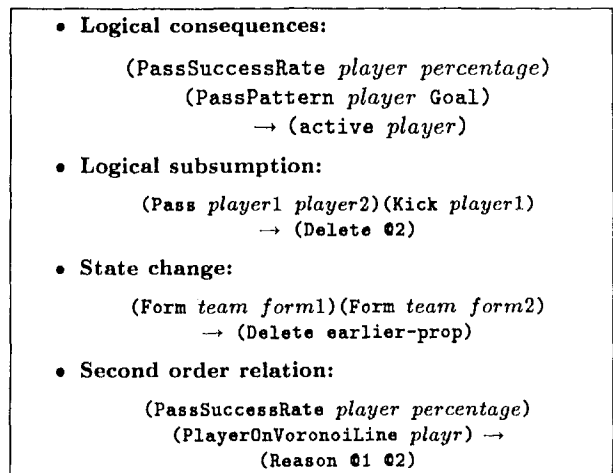 • Logical consequences:
(PassSuccessRate player percentage)
(PassPattern player Goal)
→ (active player)
• Logical subsumption:
(Pass player1 player2)(Kick player1)
→ (Delete @2)
• State change:
(Form team form1)(Form team form2)
→ (Delete earlier-prop)
• Second order relation:
(PassSuccessRate player percentage)
(PlayerOnVoronoiLine playr) →
(Reason @1 @2)